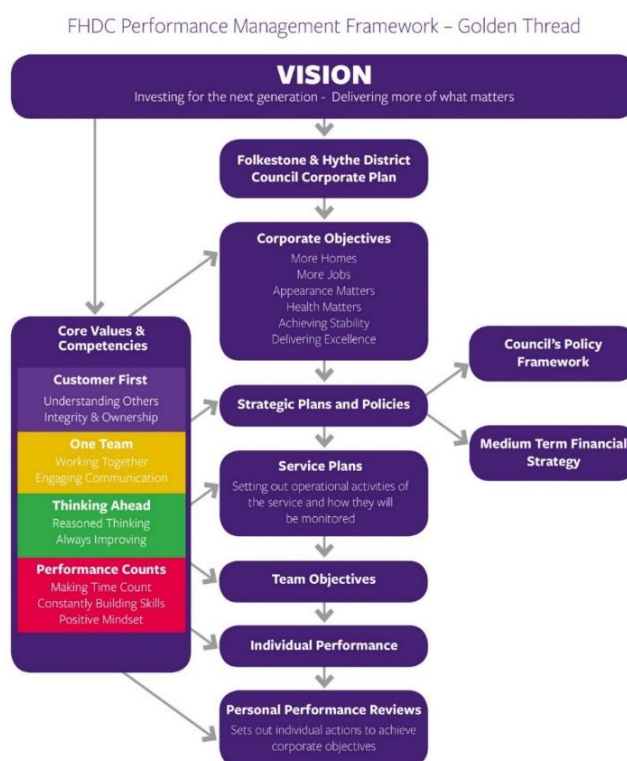 FHDC Performance Management Framework – Golden Thread
VISION
Investing for the next generation - Delivering more of what matters
Folkestone & Hythe District
Council Corporate Plan
Corporate Objectives
More Homes
More Jobs
Appearance Matters
Health Matters
Achieving Stability
Delivering Excellence
Core Values &
Competencies
Customer First
Understanding Others
Integrity & Ownership
One Team
Working Together
Engaging Communication
Thinking Ahead
Reasoned Thinking
Always Improving
Performance Counts
Making Time Count
Constantly Building Skills
Positive Mindset
Strategic Plans and Policies
Council's Policy
Framework
Medium Term Financial
Strategy
Service Plans
Setting out operational activities of
the service and how they will
be monitored
Team Objectives
Individual Performance
Personal Performance Reviews
Sets out individual actions to achieve
corporate objectives